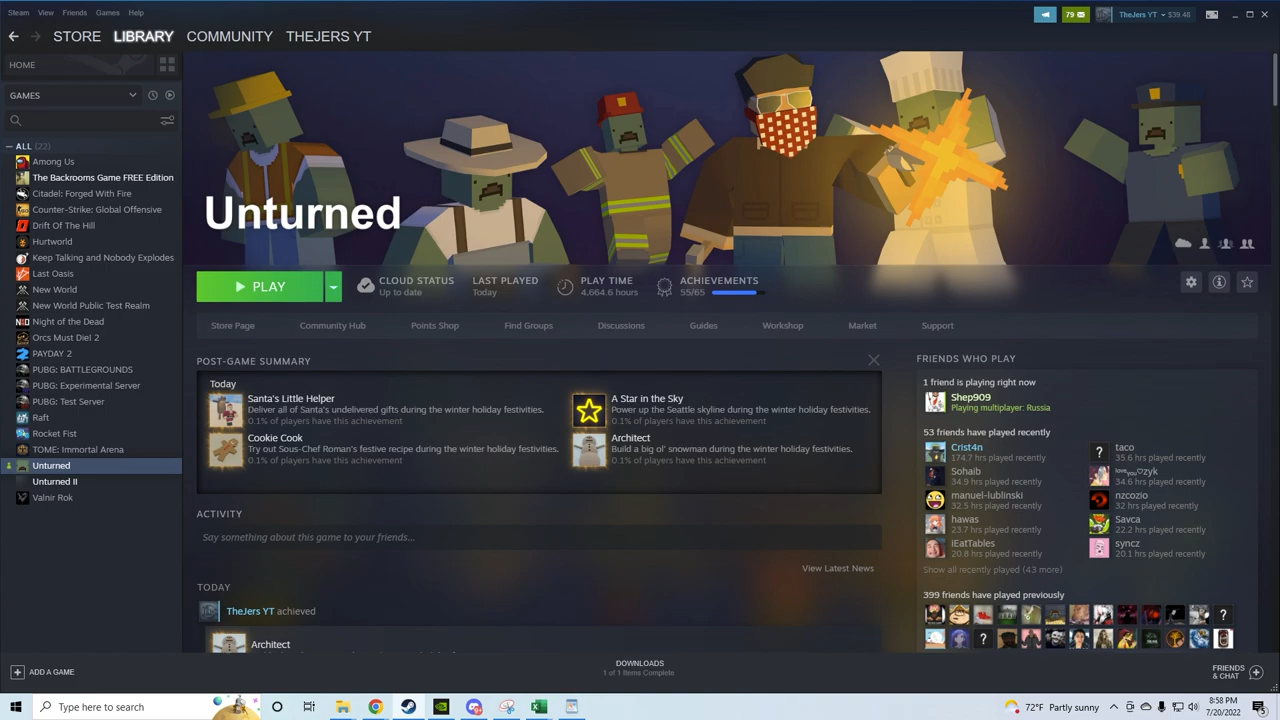 Steam View Friends Games Help
79 TheJers YT $39.48
STORE LIBRARY COMMUNITY THEJERS YT
HOME
GAMES
ALL (22)
Among Us
The Backrooms Game FREE Edition
Citadel: Forged With Fire
Counter-Strike: Global Offensive
Drift Of The Hill
Hurtworld
Keep Talking and Nobody Explodes
Last Oasis
New World
New World Public Test Realm
Night of the Dead
Orcs Must Die! 2
PAYDAY 2
PUBG: BATTLEGROUNDS
PUBG: Experimental Server
PUBG: Test Server
Raft
Rocket Fist
TOME: Immortal Arena
Unturned
Unturned II
Valnir Rok
ADD A GAME
Unturned
PLAY
CLOUD STATUS
Up to date
LAST PLAYED
Today
PLAY TIME
4,664.6 hours
ACHIEVEMENTS
55/65
Store Page Community Hub Points Shop Find Groups Discussions Guides Workshop Market Support
POST-GAME SUMMARY
Today
Santa's Little Helper
Deliver all of Santa's undelivered gifts during the winter holiday festivities.
0.1% of players have this achievement
A Star in the Sky
Power up the Seattle skyline during the winter holiday festivities.
0.1% of players have this achievement
Cookie Cook
Try out Sous-Chef Roman's festive recipe during the winter holiday festivities.
0.1% of players have this achievement
Architect
Build a big ol' snowman during the winter holiday festivities.
0.1% of players have this achievement
ACTIVITY
Say something about this game to your friends...
View Latest News
TODAY
TheJers YT achieved
Architect
FRIENDS WHO PLAY
1 friend is playing right now
Shep909
Playing multiplayer: Russia
53 friends have played recently
Crist4n
174.7 hrs played recently
taco
35.6 hrs played recently
Sohaib
34.9 hrs played recently
love you♡zyk
34.6 hrs played recently
manuel-lublinski
32.5 hrs played recently
nzcozio
32 hrs played recently
hawas
23.7 hrs played recently
Savca
22.2 hrs played recently
iEatTables
20.8 hrs played recently
syncz
20.1 hrs played recently
Show all recently played (43 more)
399 friends have played previously
DOWNLOADS
1 of 1 Items Complete
FRIENDS
& CHAT
Type here to search
72°F Partly sunny
8:58 PM
7/20/2022
5